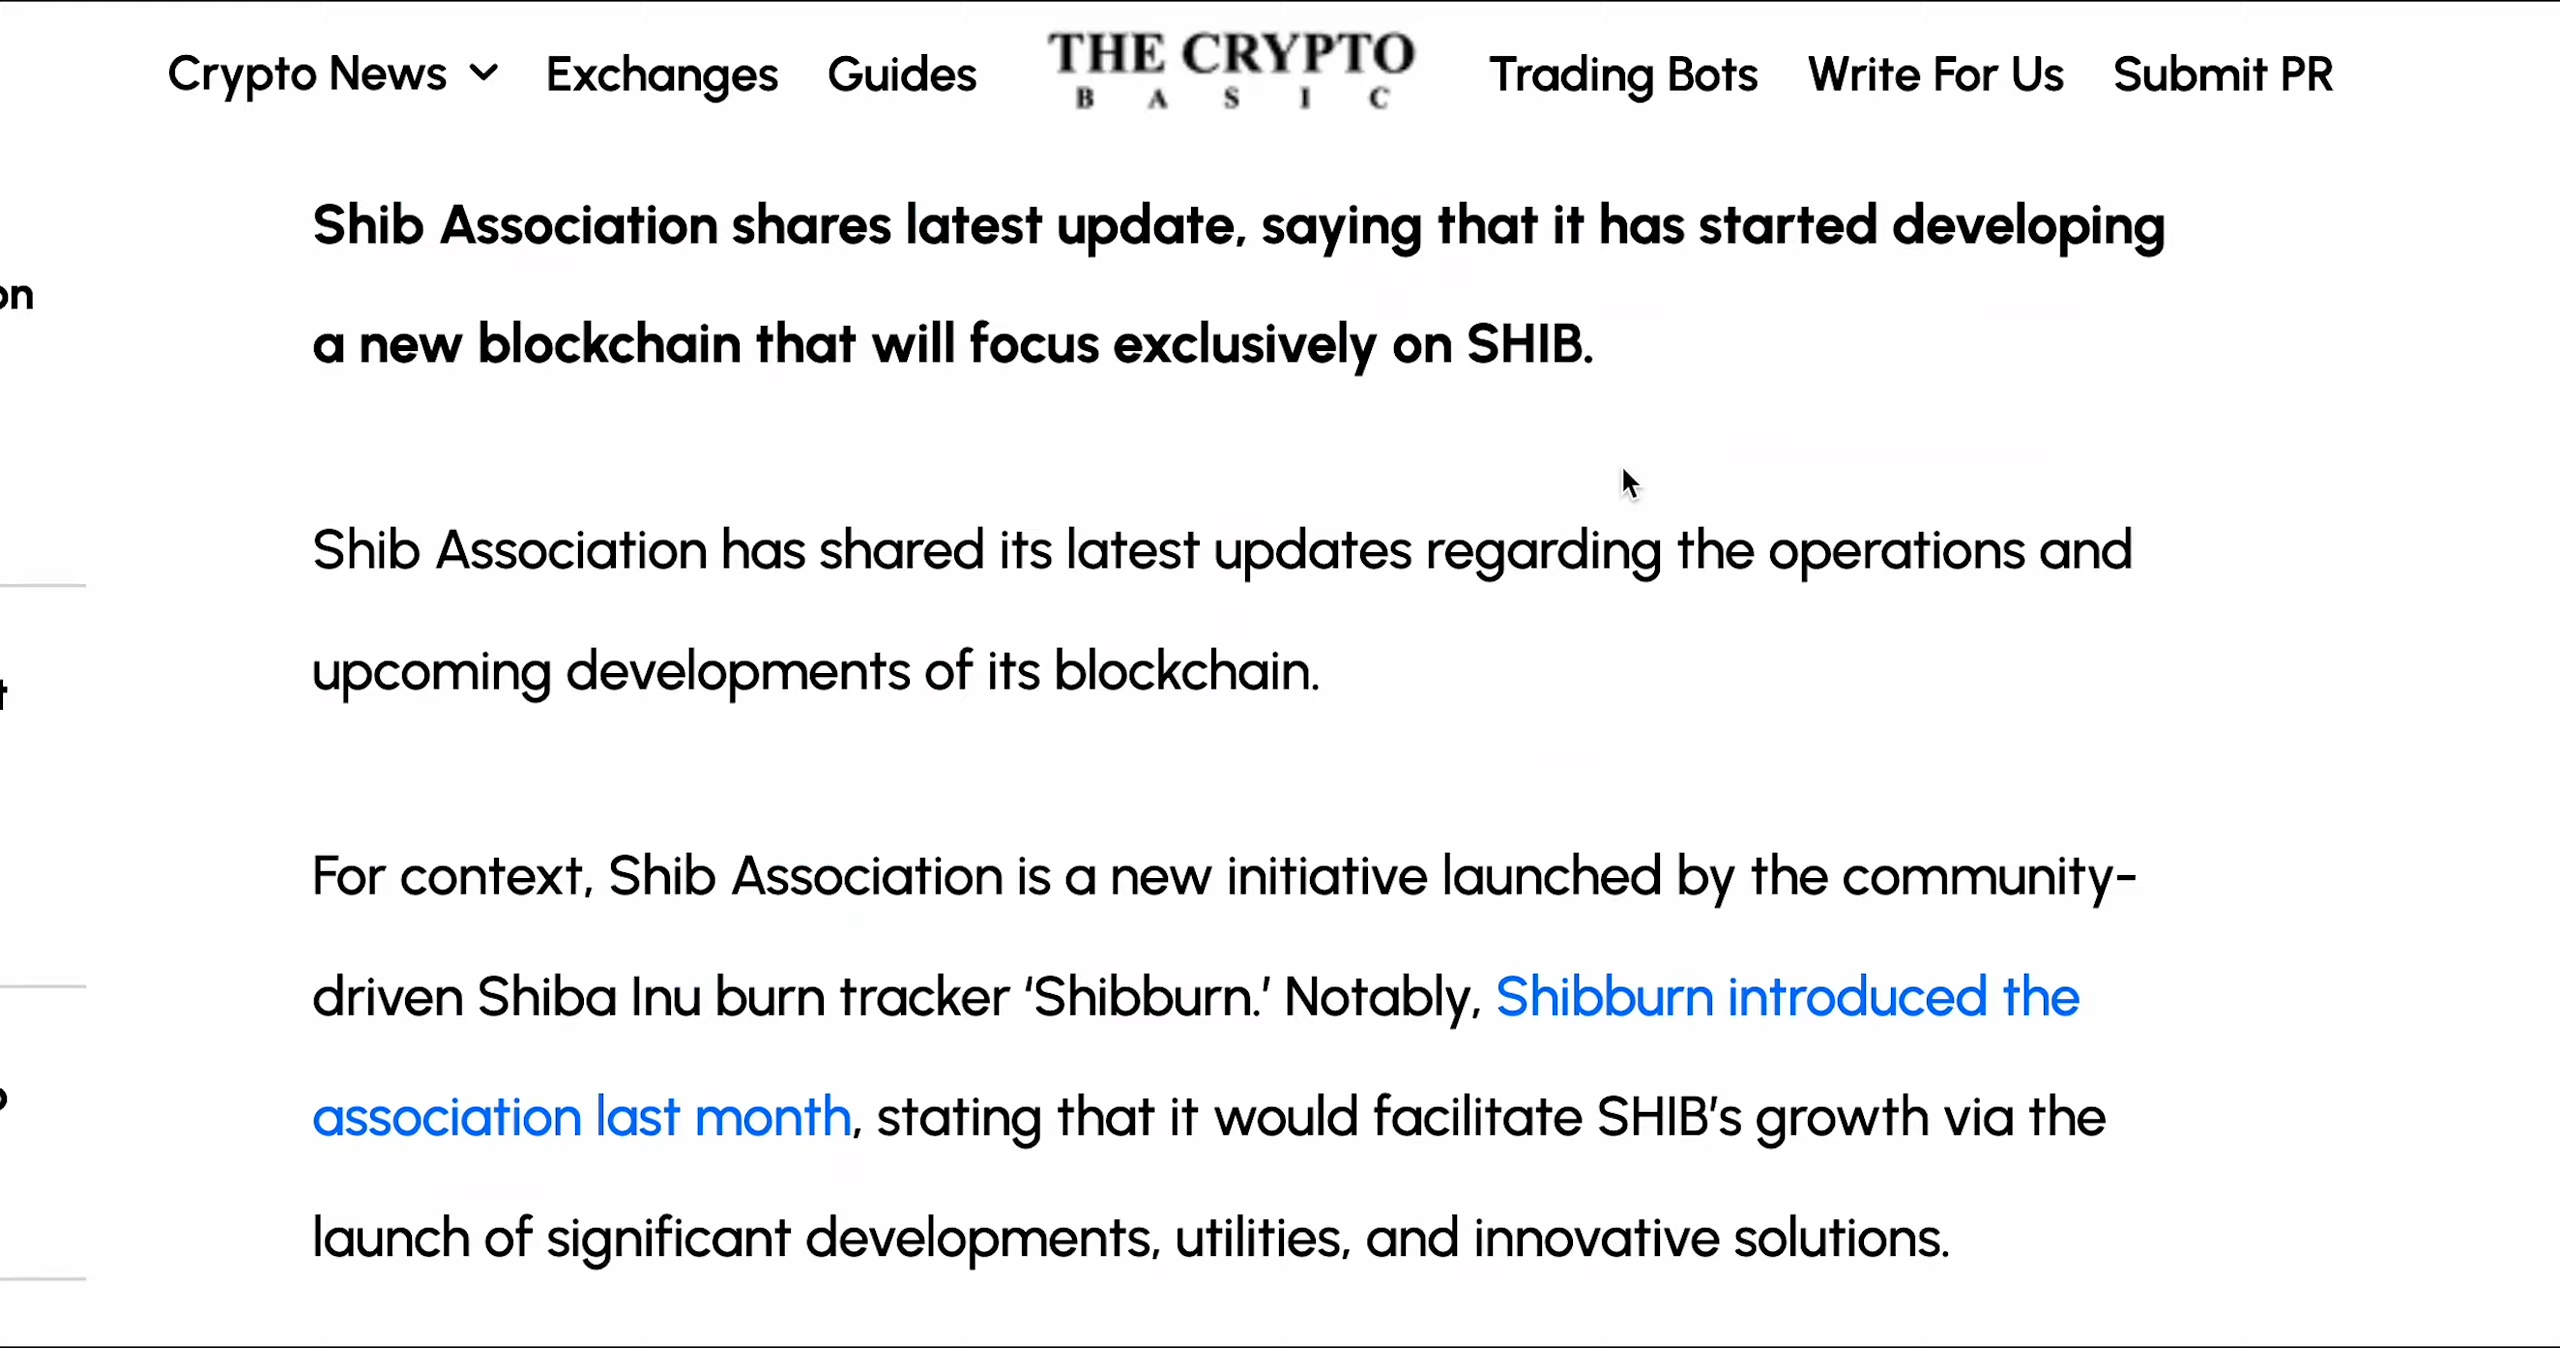 Crypto News Exchanges Guides THE CRYPTO BASIC Trading Bots Write For Us Submit PR
Shib Association shares latest update, saying that it has started developing
a new blockchain that will focus exclusively on SHIB.
Shib Association has shared its latest updates regarding the operations and
upcoming developments of its blockchain.
For context, Shib Association is a new initiative launched by the community-
driven Shiba Inu burn tracker ‘Shibburn.’ Notably, Shibburn introduced the
association last month, stating that it would facilitate SHIB’s growth via the
launch of significant developments, utilities, and innovative solutions.